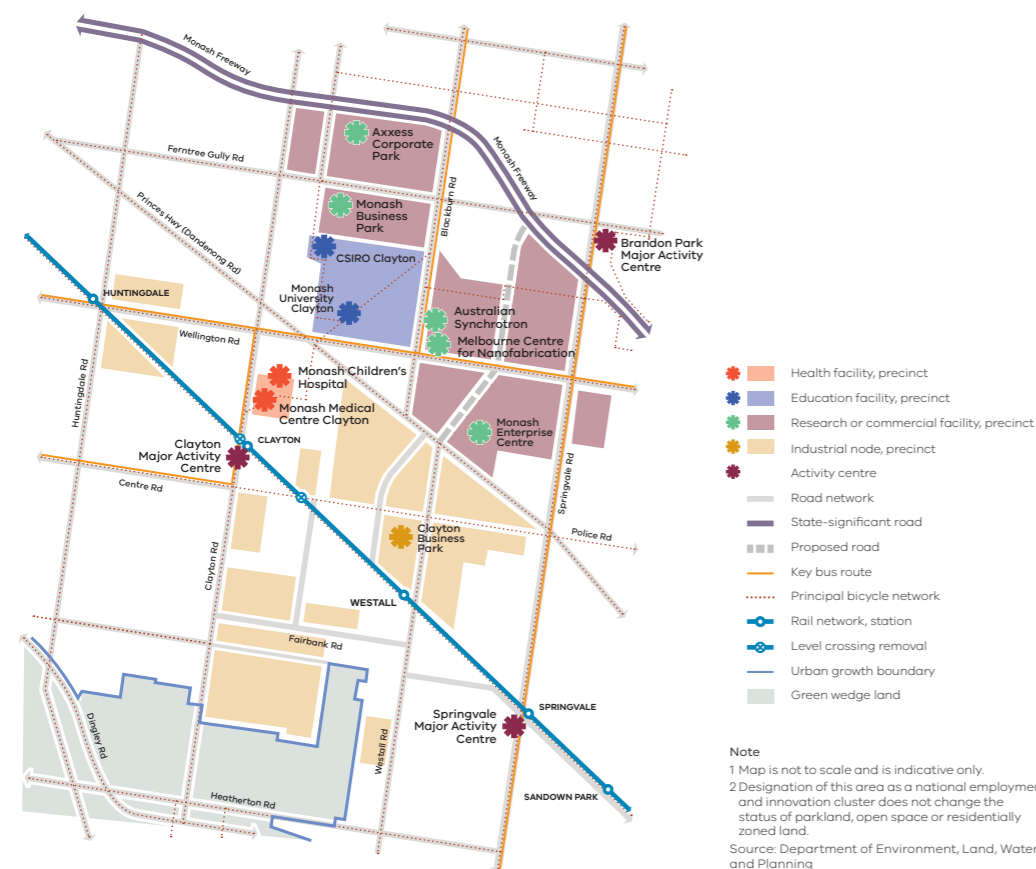 Monash Freeway
Axxess
Corporate
Park
Ferntree Gully Rd
Monash Freeway
Blackburn Rd
Princes Hwy (Dandenong Rd)
Monash
Business
Park
Brandon Park
Major Activity
Centre
CSIRO Clayton
Monash
University
Clayton
HUNTINGDALE
Australian
Synchrotron
Wellington Rd
Melbourne Centre
for Nanofabrication
Huntingdale Rd
Monash Children's
Hospital
Monash Medical
Centre Clayton
Monash
Enterprise
Centre
Springvale Rd
CLAYTON
Clayton
Major Activity
Centre
Centre Rd
Clayton
Business
Park
Police Rd
Clayton Rd
WESTALL
Fairbank Rd
SPRINGVALE
Springvale
Major Activity
Centre
Dingley Rd
Westall Rd
SANDOWN PARK
Heatherton Rd
Health facility, precinct
Education facility, precinct
Research or commercial facility, precinct
Industrial node, precinct
Activity centre
Road network
State-significant road
Proposed road
Key bus route
Principal bicycle network
Rail network, station
Level crossing removal
Urban growth boundary
Green wedge land
Note
1 Map is not to scale and is indicative only.
2 Designation of this area as a national employmen
and innovation cluster does not change the
status of parkland, open space or residentially
zoned land.
Source: Department of Environment, Land, Water
and Planning